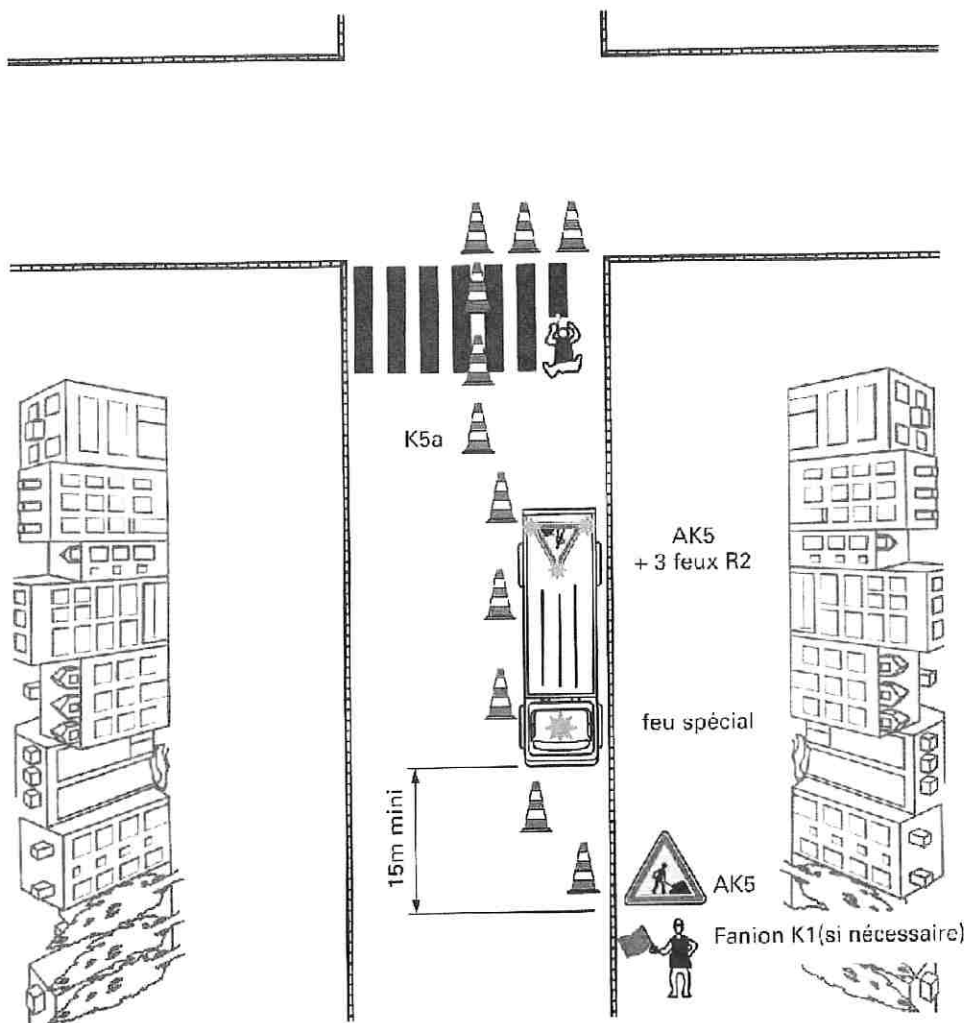 K5a
AK5
+ 3 feux R2
feu spécial
15m mini
AK5
Fanion K1(si nécessaire)